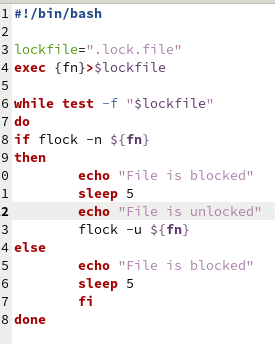 1 #!/bin/bash
2
3 lockfile=".lock.file"
4 exec {fn}>$lockfile
5
6 while test -f "$lockfile"
7 do
8 if flock -n ${fn}
9 then
0 echo "File is blocked"
1 sleep 5
2 echo "File is unlocked"
3 flock -u ${fn}
4 else
5 echo "File is blocked"
6 sleep 5
7 fi
8 done